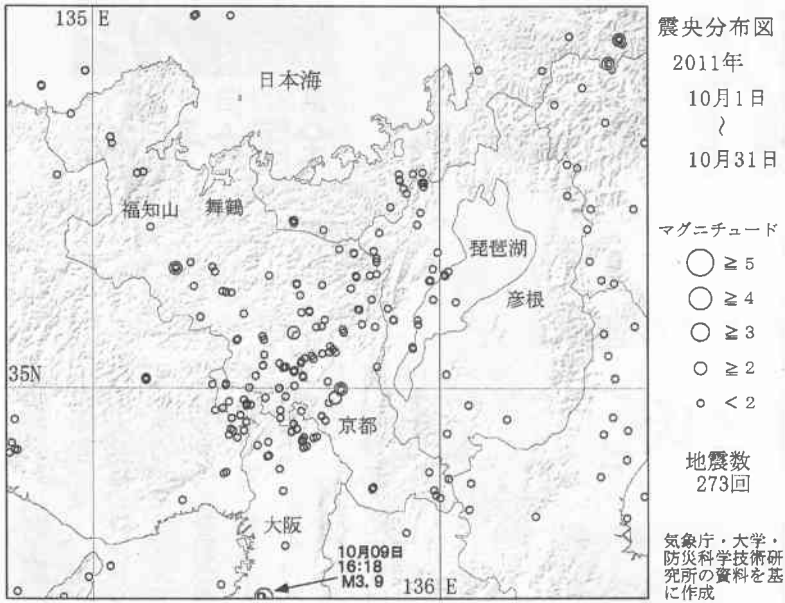 135 E
日本海
福知山
舞鶴
琵琶湖
彦根
35N
京都
大阪
10月09日
16:18
M3.9
136 E
震央分布図
2011年
10月1日
~
10月31日
マグニチュード
≧5
≧4
≧3
≧2
<2
地震数
273回
気象庁・大学・
防災科学技術研
究所の資料を基
に作成